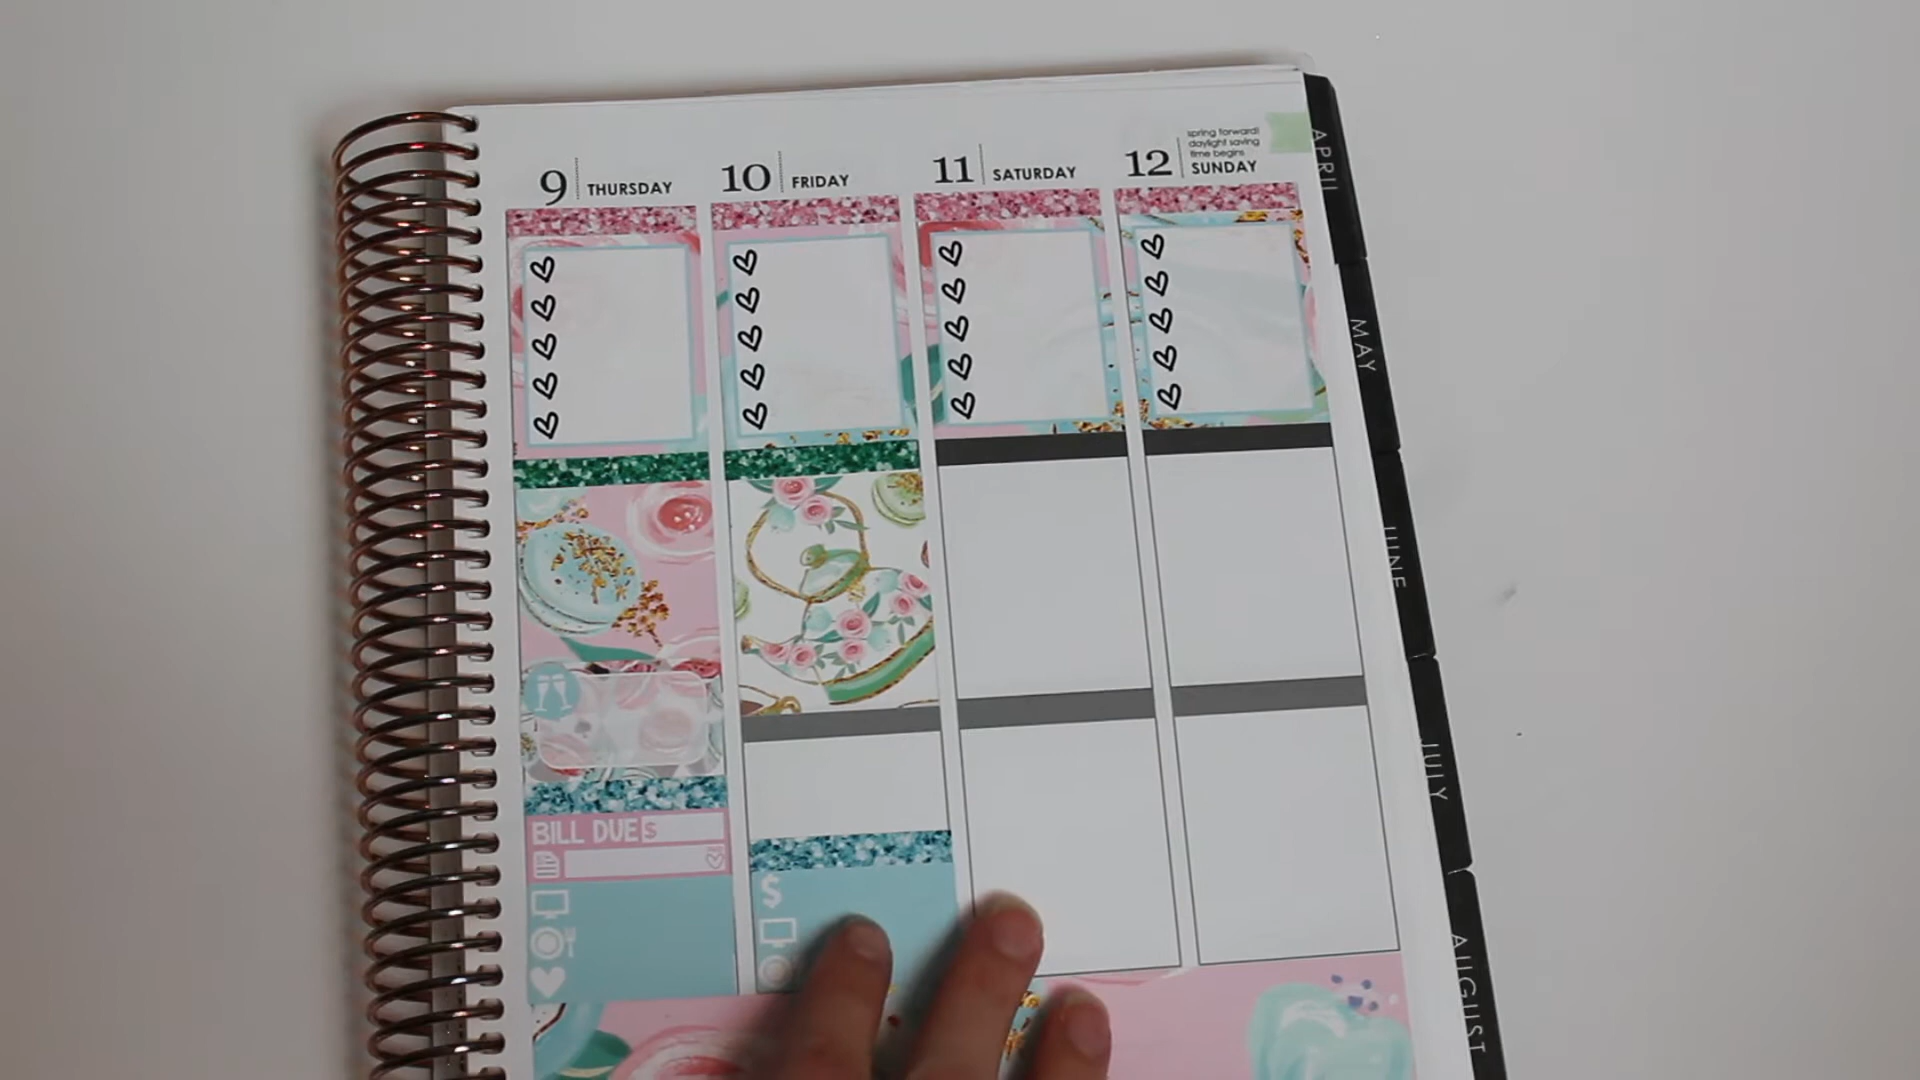 9 THURSDAY
10 FRIDAY
11 SATURDAY
12 SUNDAY
spring forward!
daylight saving
time begins
BILL DUE $
$
APRIL
MAY
JUNE
JULY
AUGUST